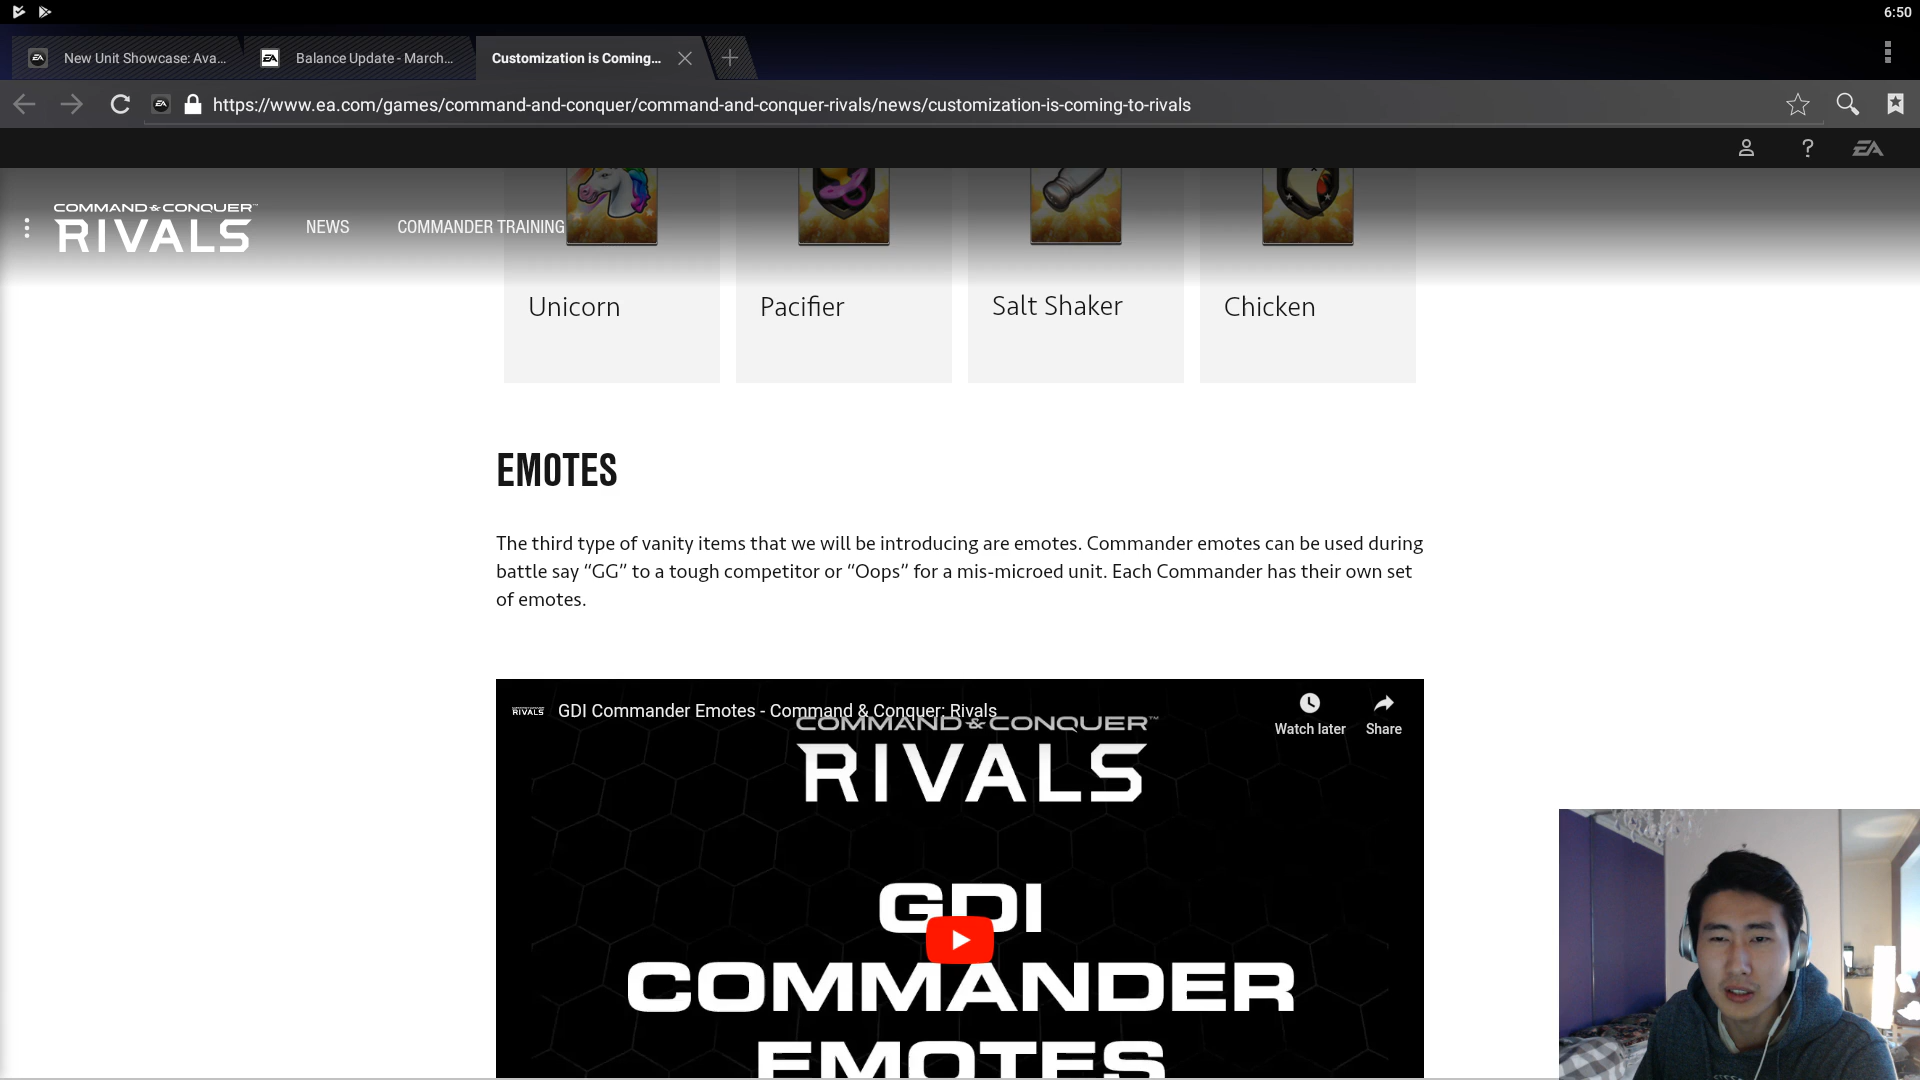 6:50
New Unit Showcase: Ava...
Balance Update - March...
Customization is Coming...
https://www.ea.com/games/command-and-conquer/command-and-conquer-rivals/news/customization-is-coming-to-rivals
EA
COMMAND & CONQUER™
RIVALS
NEWS
COMMANDER TRAINING
Unicorn
Pacifier
Salt Shaker
Chicken
EMOTES
The third type of vanity items that we will be introducing are emotes. Commander emotes can be used during
battle say “GG” to a tough competitor or “Oops” for a mis-microed unit. Each Commander has their own set
of emotes.
RIVALS
GDI Commander Emotes - Command & Conquer: Rivals
Watch later
Share
COMMAND & CONQUER™
RIVALS
GDI
COMMANDER
EMOTES